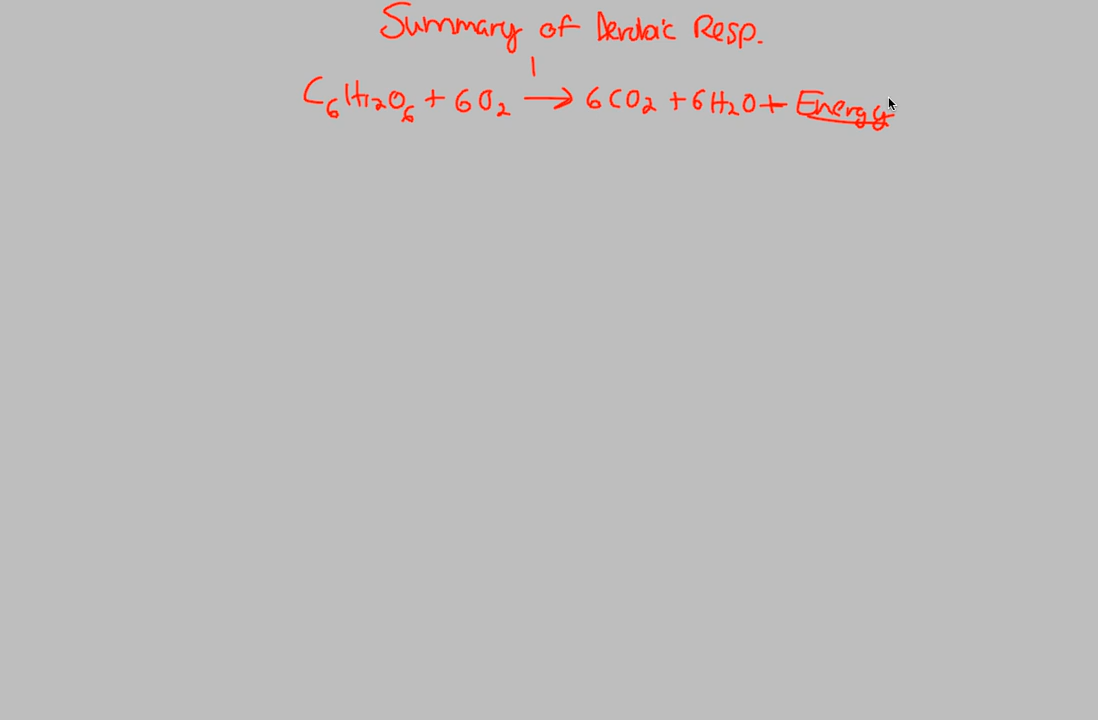 Summary of Aerobic Resp.
C₆H₁₂O₆ + 6O₂ → 6CO₂ + 6H₂O + Energy